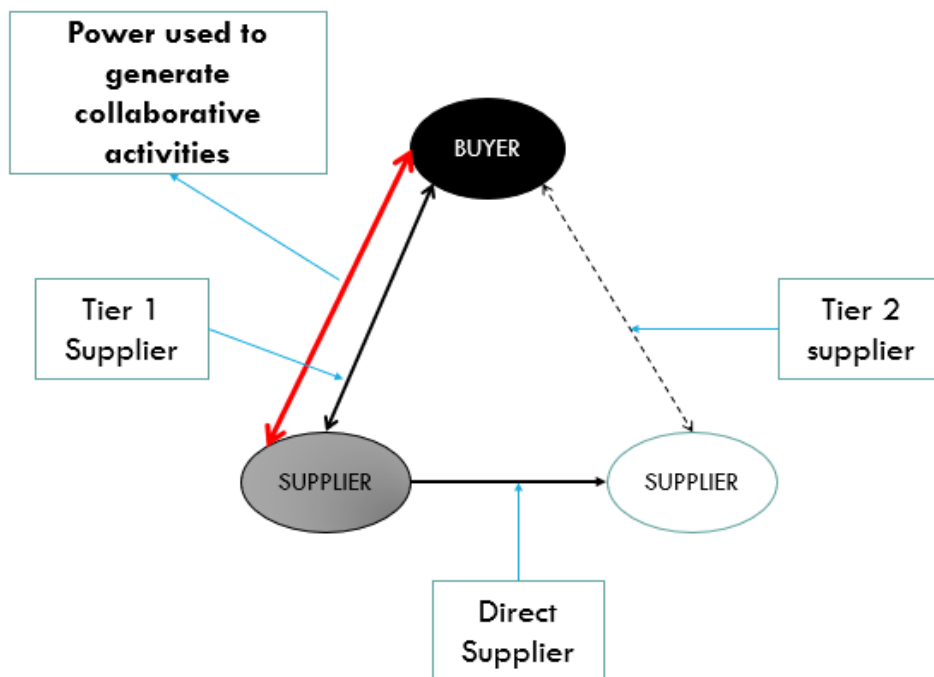 Power used to
generate
collaborative
activities
BUYER
Tier 1
Supplier
Tier 2
supplier
SUPPLIER
SUPPLIER
Direct
Supplier